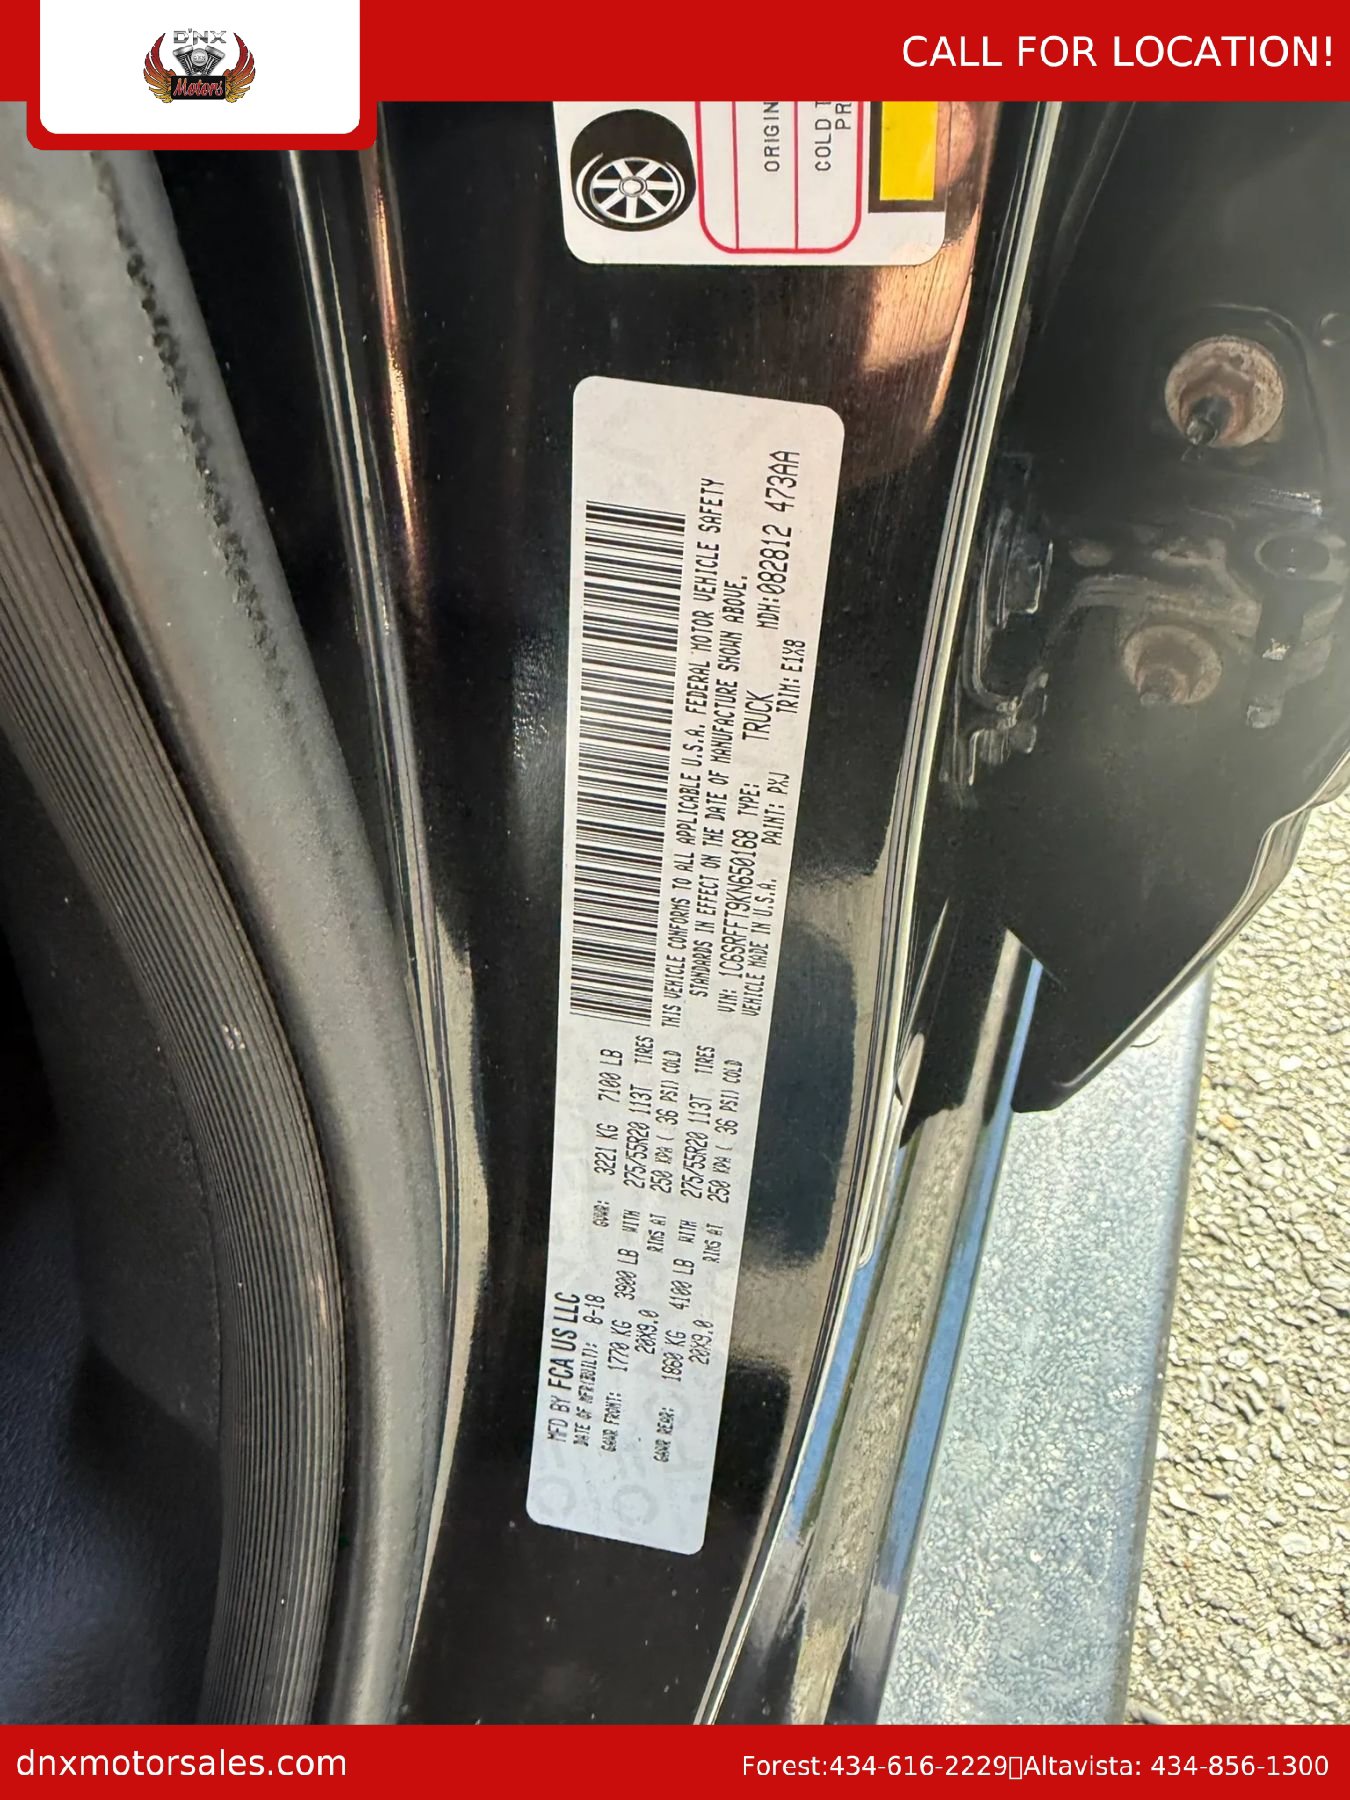 D'NX
Motors
CALL FOR LOCATION!
ORIGIN
COLD
PR
MFD BY FCA US LLC
DATE OF MFR(BUILT): 8-18 GVWR: 3221 KG 7100 LB
GAWR FRONT: 1770 KG 3900 LB WITH 275/55R20 113T TIRES
20X9.0 RIMS AT 250 KPA ( 36 PSI) COLD
GAWR REAR: 1860 KG 4100 LB WITH 275/55R20 113T TIRES
20X9.0 RIMS AT 250 KPA ( 36 PSI) COLD
THIS VEHICLE CONFORMS TO ALL APPLICABLE U.S.A. FEDERAL MOTOR VEHICLE SAFETY
STANDARDS IN EFFECT ON THE DATE OF MANUFACTURE SHOWN ABOVE.
VIN: 1C6SRFFT9KN650168 TYPE: TRUCK MDH:082812 473AA
VEHICLE MADE IN U.S.A. PAINT: PXJ TRIM:E1X8
dnxmotorsales.com
Forest:434-616-2229▯Altavista: 434-856-1300